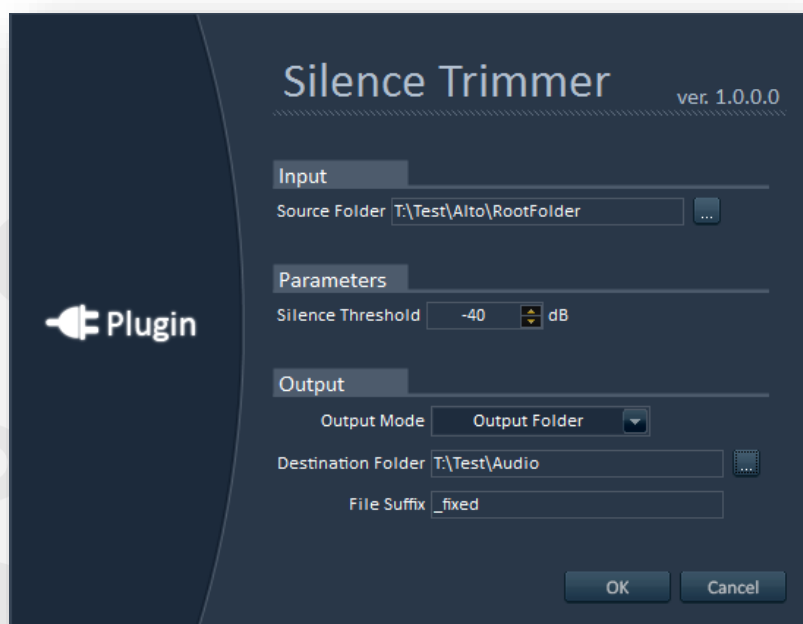 Silence Trimmer
ver. 1.0.0.0
Input
Source Folder T:\Test\Alto\RootFolder ...
Parameters
Silence Threshold -40 dB
Plugin
Output
Output Mode Output Folder
Destination Folder T:\Test\Audio ...
File Suffix _fixed
OK Cancel